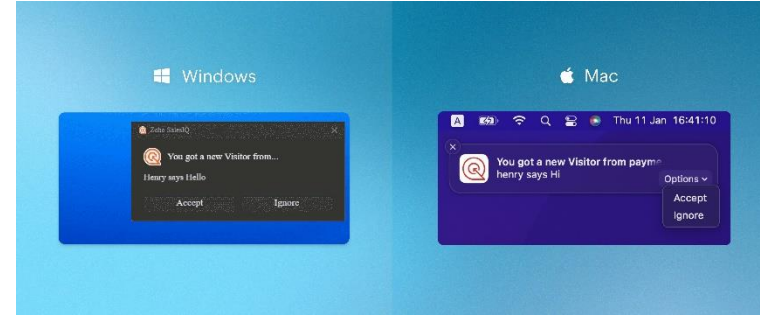 Windows
Zoho SalesIQ
You got a new Visitor from...
Henry says Hello
Accept Ignore
Mac
A Thu 11 Jan 16:41:10
You got a new Visitor from payme
henry says Hi
Options
Accept
Ignore